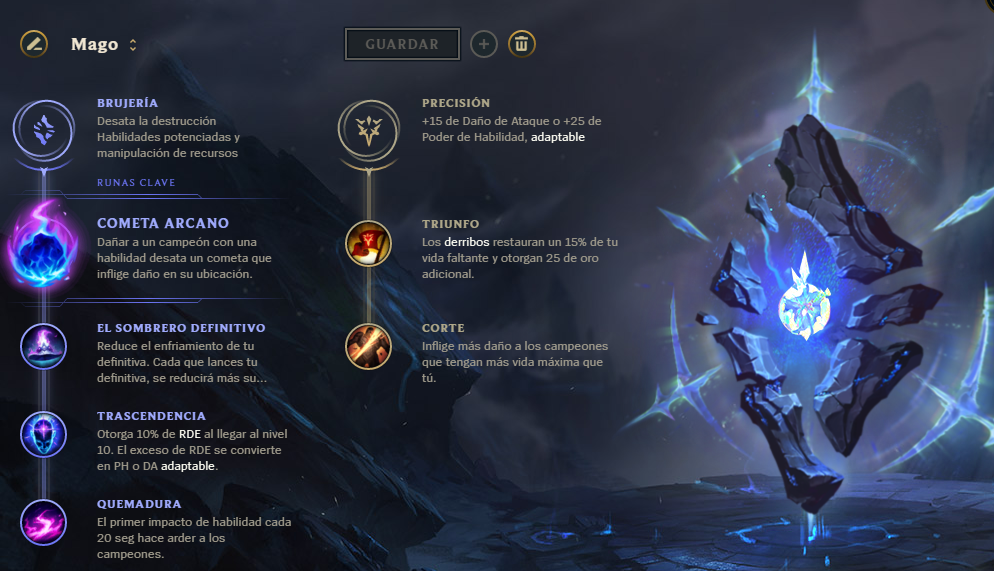 Mago
GUARDAR
BRUJERÍA
Desata la destrucción
Habilidades potenciadas y
manipulación de recursos
RUNAS CLAVE
COMETA ARCANO
Dañar a un campeón con una
habilidad desata un cometa que
inflige daño en su ubicación.
EL SOMBRERO DEFINITIVO
Reduce el enfriamiento de tu
definitiva. Cada que lances tu
definitiva, se reducirá más su...
TRASCENDENCIA
Otorga 10% de RDE al llegar al nivel
10. El exceso de RDE se convierte
en PH o DA adaptable.
QUEMADURA
El primer impacto de habilidad cada
20 seg hace arder a los
campeones.
PRECISIÓN
+15 de Daño de Ataque o +25 de
Poder de Habilidad, adaptable
TRIUNFO
Los derribos restauran un 15% de tu
vida faltante y otorgan 25 de oro
adicional.
CORTE
Inflige más daño a los campeones
que tengan más vida máxima que
tú.